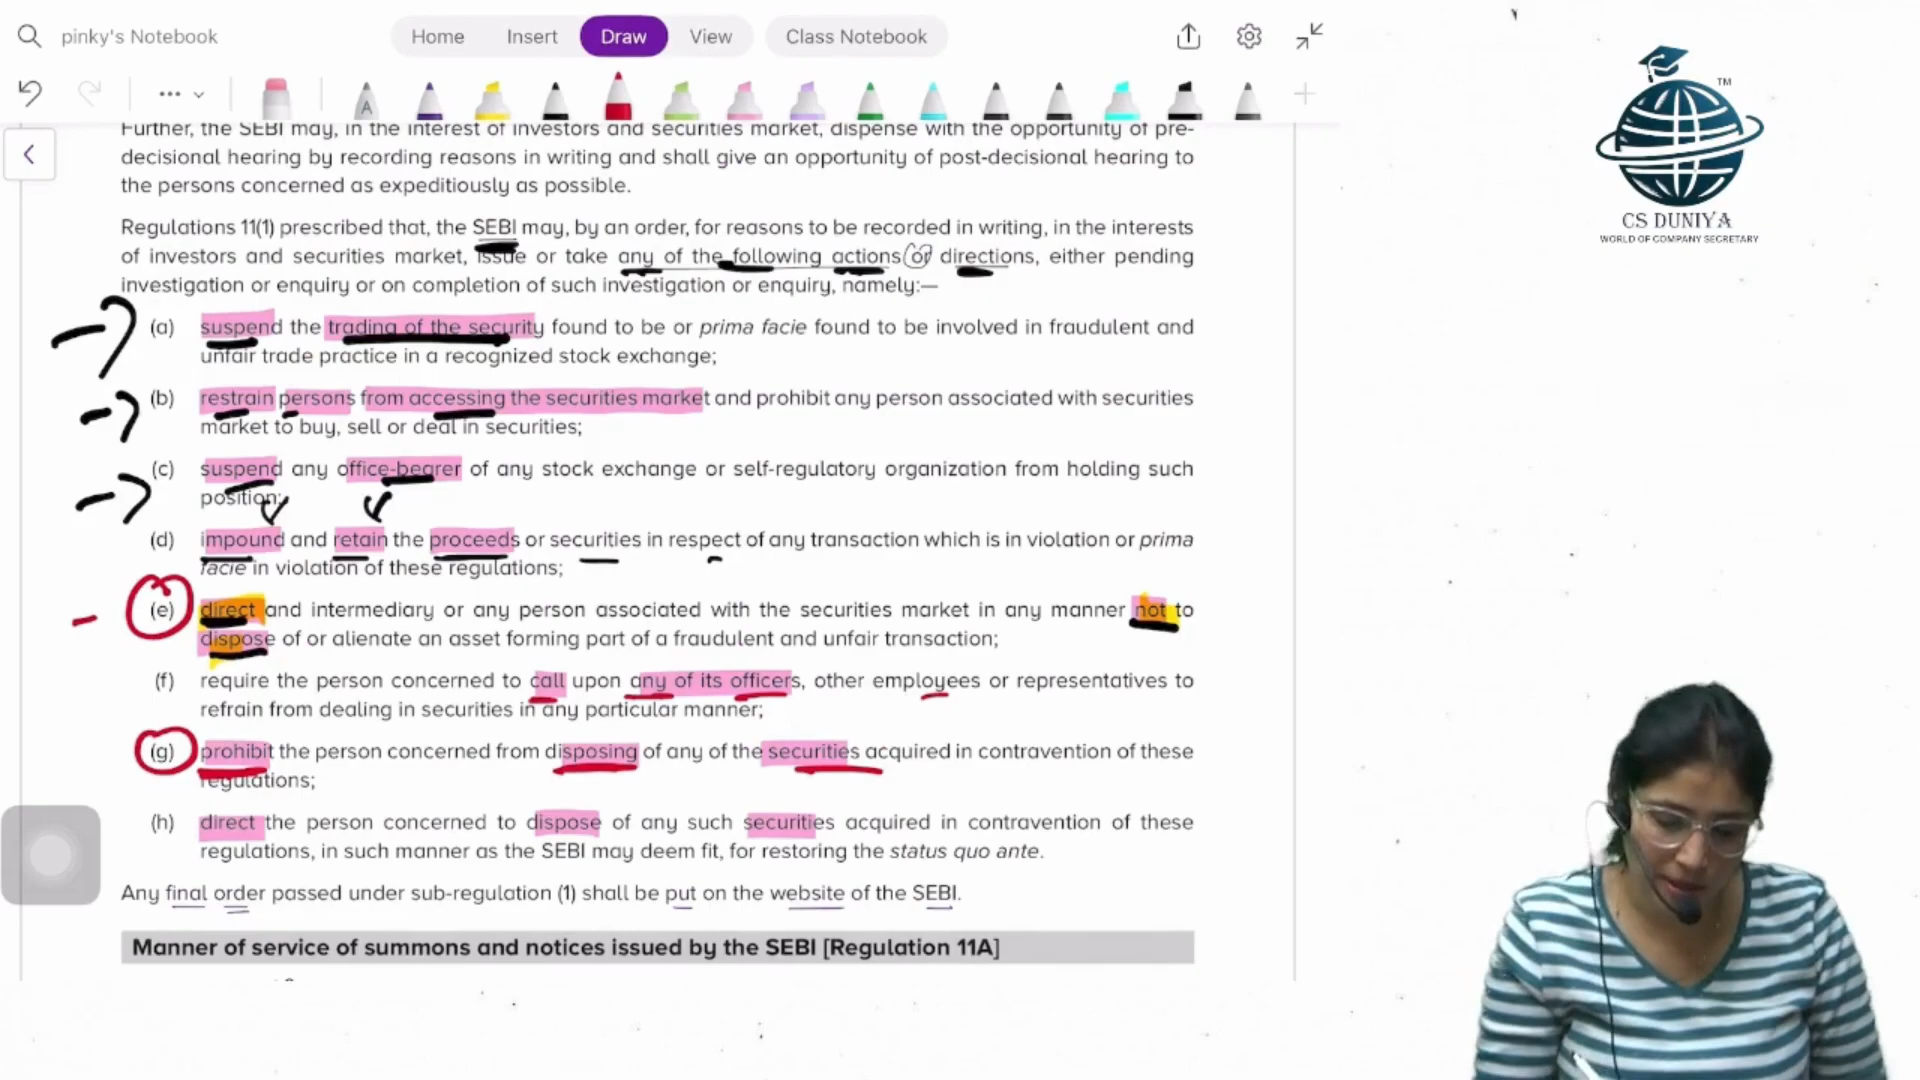 pinky's Notebook
Home Insert Draw View Class Notebook
A
Further, the SEBI may, in the interest of investors and securities market, dispense with the opportunity of pre-
decisional hearing by recording reasons in writing and shall give an opportunity of post-decisional hearing to
the persons concerned as expeditiously as possible.
Regulations 11(1) prescribed that, the SEBI may, by an order, for reasons to be recorded in writing, in the interests
of investors and securities market, issue or take any of the following actions or directions, either pending
investigation or enquiry or on completion of such investigation or enquiry, namely:—
(a) suspend the trading of the security found to be or prima facie found to be involved in fraudulent and
unfair trade practice in a recognized stock exchange;
(b) restrain persons from accessing the securities market and prohibit any person associated with securities
market to buy, sell or deal in securities;
(c) suspend any office-bearer of any stock exchange or self-regulatory organization from holding such
position;
(d) impound and retain the proceeds or securities in respect of any transaction which is in violation or prima
facie in violation of these regulations;
(e) direct and intermediary or any person associated with the securities market in any manner not to
dispose of or alienate an asset forming part of a fraudulent and unfair transaction;
(f) require the person concerned to call upon any of its officers, other employees or representatives to
refrain from dealing in securities in any particular manner;
(g) prohibit the person concerned from disposing of any of the securities acquired in contravention of these
regulations;
(h) direct the person concerned to dispose of any such securities acquired in contravention of these
regulations, in such manner as the SEBI may deem fit, for restoring the status quo ante.
Any final order passed under sub-regulation (1) shall be put on the website of the SEBI.
Manner of service of summons and notices issued by the SEBI [Regulation 11A]
TM
CS DUNIYA
WORLD OF COMPANY SECRETARY